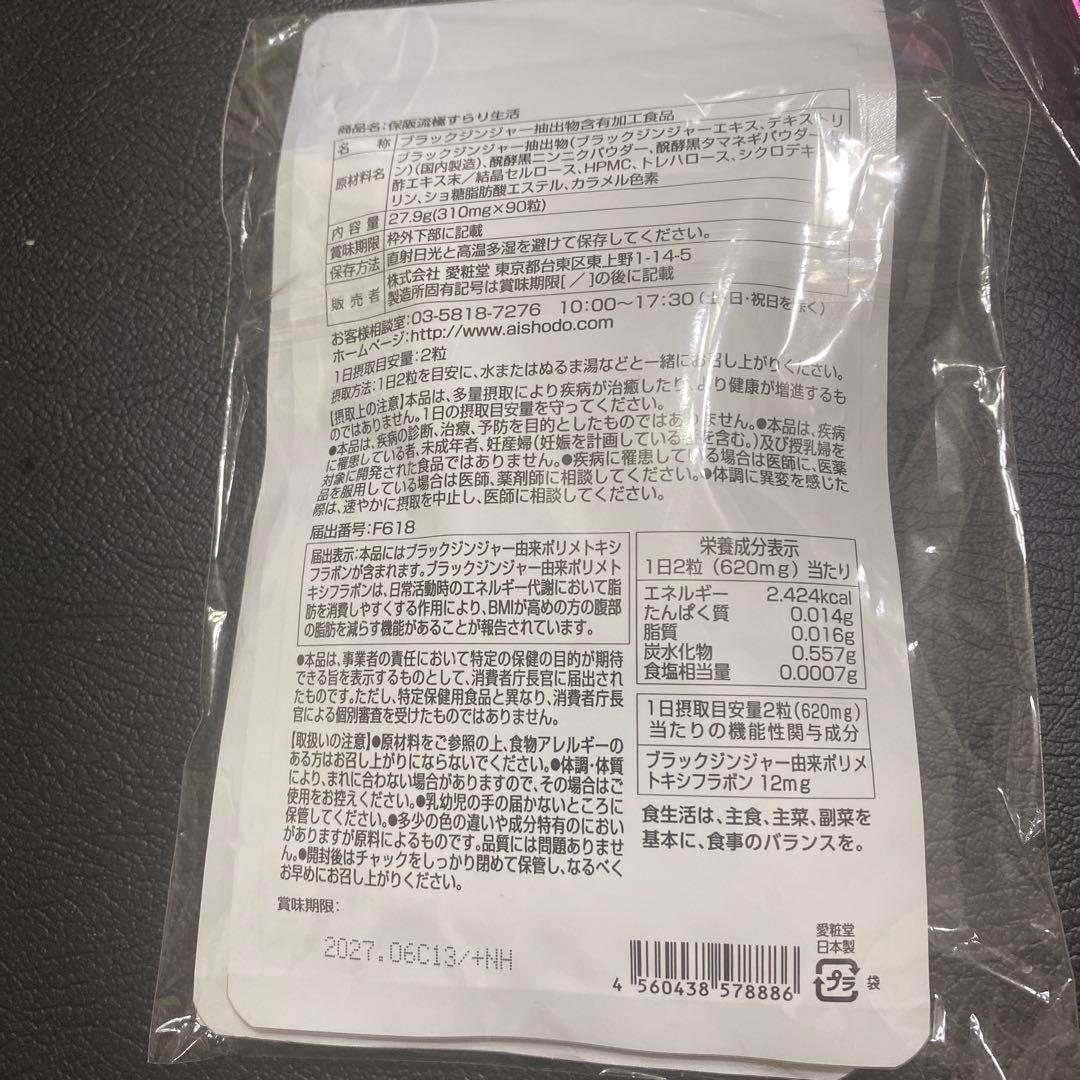 商品名：保阪流極すらり生活
名称 ブラックジンジャー抽出物含有加工食品
原材料名 ブラックジンジャー抽出物（ブラックジンジャーエキス、デキストリ
ン）（国内製造）、醗酵黒ニンニクパウダー、醗酵黒タマネギパウダー、
酢エキス末／結晶セルロース、HPMC、トレハロース、シクロデキ
リン、ショ糖脂肪酸エステル、カラメル色素
内容量 27.9g(310mg×90粒)
賞味期限 枠外下部に記載
保存方法 直射日光と高温多湿を避けて保存してください。
販売者 株式会社 愛粧堂 東京都台東区東上野1-14-5
製造所固有記号は賞味期限[／]の後に記載
お客様相談室：03-5818-7276 10:00～17:30（土・日・祝日を除く）
ホームページ：http://www.aishodo.com
1日摂取目安量：2粒
摂取方法：1日2粒を目安に、水またはぬるま湯などと一緒にお召し上がりください。
【摂取上の注意】本品は、多量摂取により疾病が治癒したり、より健康が増進するも
のではありません。1日の摂取目安量を守ってください。
●本品は、疾病の診断、治療、予防を目的としたものではありません。●本品は、疾病
に罹患している者、未成年者、妊産婦（妊娠を計画している者を含む。）及び授乳婦を
対象に開発された食品ではありません。●疾病に罹患している場合は医師に、医薬
品を服用している場合は医師、薬剤師に相談してください。●体調に異変を感じた
際は、速やかに摂取を中止し、医師に相談してください。
届出番号：F618
届出表示：本品にはブラックジンジャー由来ポリメトキシ
フラボンが含まれます。ブラックジンジャー由来ポリメト
キシフラボンは、日常活動時のエネルギー代謝において脂
肪を消費しやすくする作用により、BMIが高めの方の腹部
の脂肪を減らす機能があることが報告されています。
●本品は、事業者の責任において特定の保健の目的が期待
できる旨を表示するものとして、消費者庁長官に届出され
たものです。ただし、特定保健用食品と異なり、消費者庁長
官による個別審査を受けたものではありません。
【取扱いの注意】●原材料をご参照の上、食物アレルギーの
ある方はお召し上がりにならないでください。●体調・体質
により、まれに合わない場合がありますので、その場合はご
使用をお控えください。●乳幼児の手の届かないところに
保管してください。●多少の色の違いや成分特有のにおい
がありますが原料によるものです。品質には問題ありませ
ん。●開封後はチャックをしっかり閉めて保管し、なるべく
お早めにお召し上がりください。
賞味期限：
2027.06C13/+NH
栄養成分表示
1日2粒（620mg）当たり
エネルギー 2.424kcal
たんぱく質 0.014g
脂質 0.016g
炭水化物 0.557g
食塩相当量 0.0007g
1日摂取目安量2粒(620mg)
当たりの機能性関与成分
ブラックジンジャー由来ポリメ
トキシフラボン 12mg
食生活は、主食、主菜、副菜を
基本に、食事のバランスを。
愛粧堂
日本製
プラ 袋
4 560438 578886